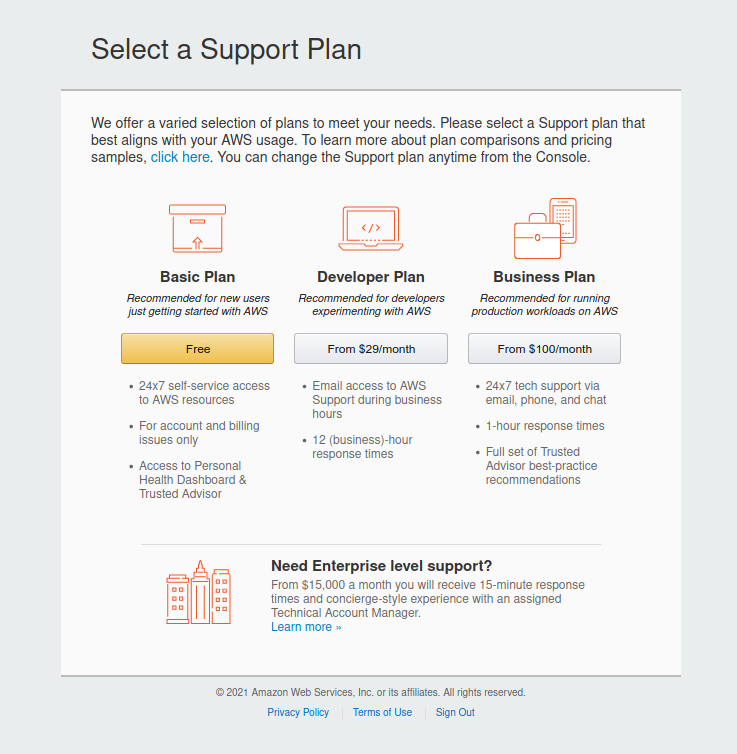 Select a Support Plan
We offer a varied selection of plans to meet your needs. Please select a Support plan that
best aligns with your AWS usage. To learn more about plan comparisons and pricing
samples, click here. You can change the Support plan anytime from the Console.
</>
Basic Plan
Recommended for new users
just getting started with AWS
Free
• 24x7 self-service access
to AWS resources
• For account and billing
issues only
• Access to Personal
Health Dashboard &
Trusted Advisor
Developer Plan
Recommended for developers
experimenting with AWS
From $29/month
• Email access to AWS
Support during business
hours
• 12 (business)-hour
response times
Business Plan
Recommended for running
production workloads on AWS
From $100/month
• 24x7 tech support via
email, phone, and chat
• 1-hour response times
• Full set of Trusted
Advisor best-practice
recommendations
Need Enterprise level support?
From $15,000 a month you will receive 15-minute response
times and concierge-style experience with an assigned
Technical Account Manager.
Learn more »
© 2021 Amazon Web Services, Inc. or its affiliates. All rights reserved.
Privacy Policy | Terms of Use | Sign Out